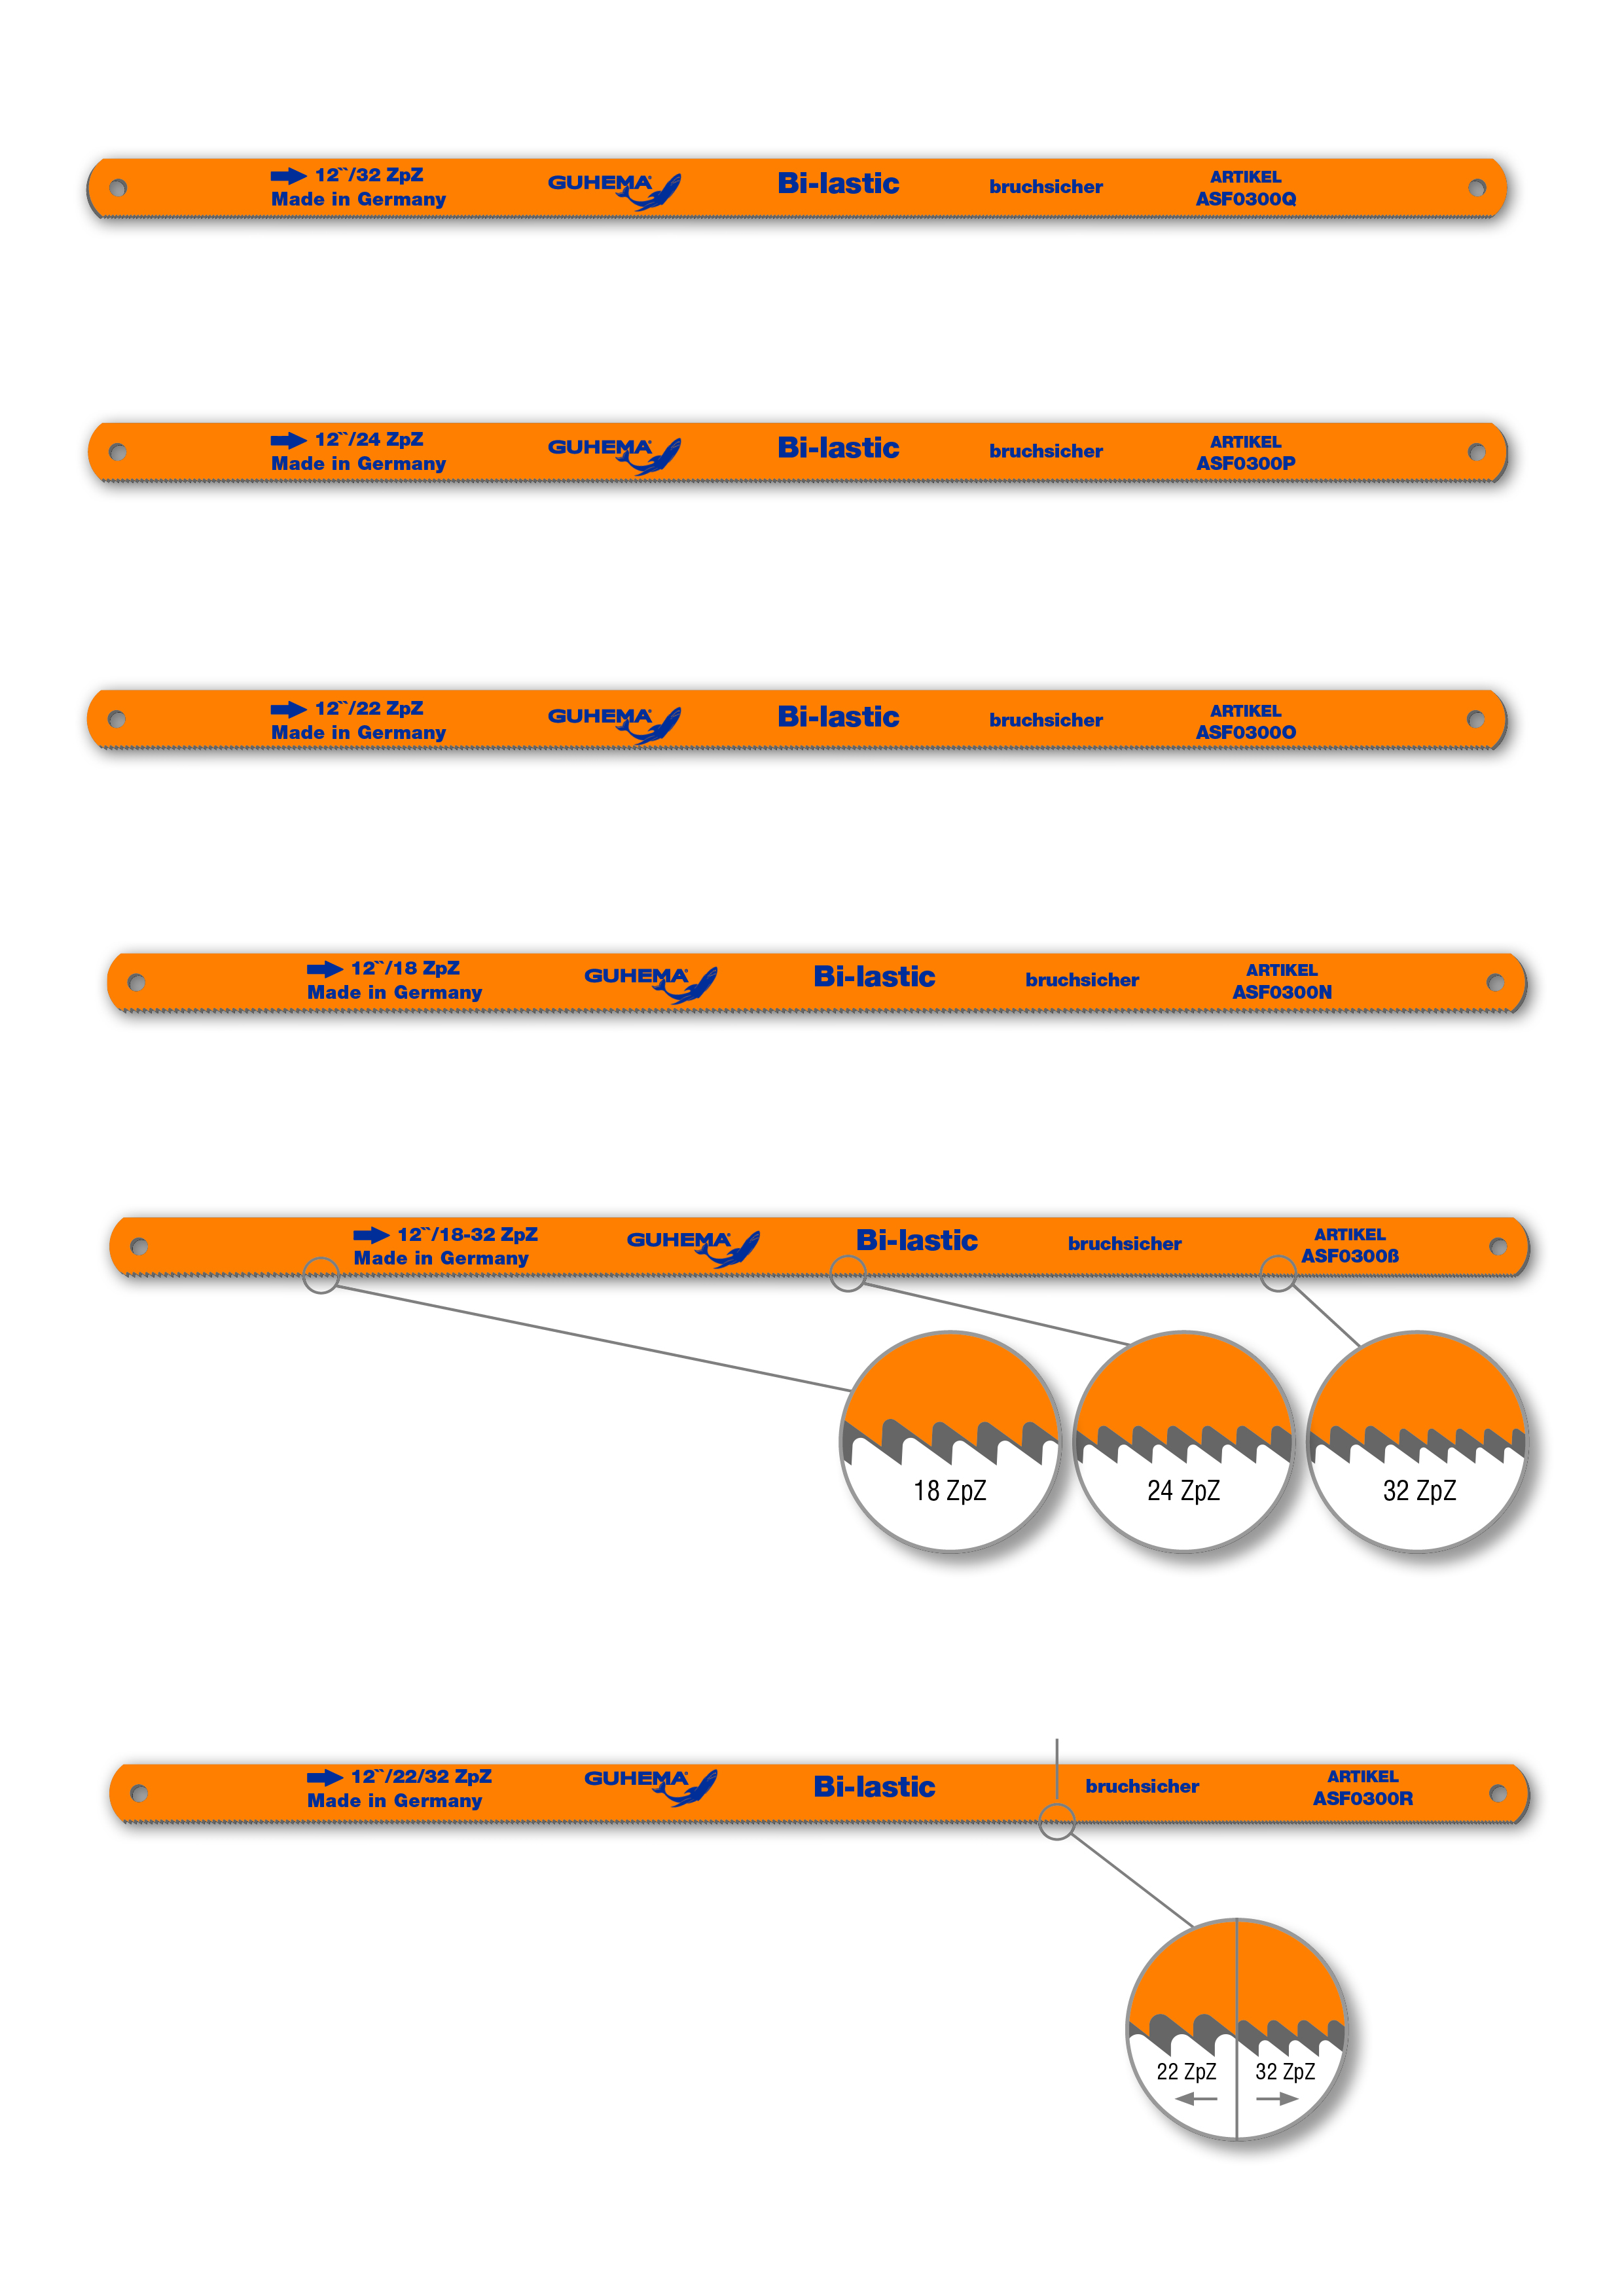 12``/32 ZpZ
Made in Germany
GUHEMA®
Bi-lastic
bruchsicher
ARTIKEL
ASF0300Q
12``/24 ZpZ
Made in Germany
GUHEMA®
Bi-lastic
bruchsicher
ARTIKEL
ASF0300P
12``/22 ZpZ
Made in Germany
GUHEMA®
Bi-lastic
bruchsicher
ARTIKEL
ASF0300O
12``/18 ZpZ
Made in Germany
GUHEMA®
Bi-lastic
bruchsicher
ARTIKEL
ASF0300N
12``/18-32 ZpZ
Made in Germany
GUHEMA®
Bi-lastic
bruchsicher
ARTIKEL
ASF0300ß
18 ZpZ
24 ZpZ
32 ZpZ
12``/22/32 ZpZ
Made in Germany
GUHEMA®
Bi-lastic
bruchsicher
ARTIKEL
ASF0300R
22 ZpZ
32 ZpZ